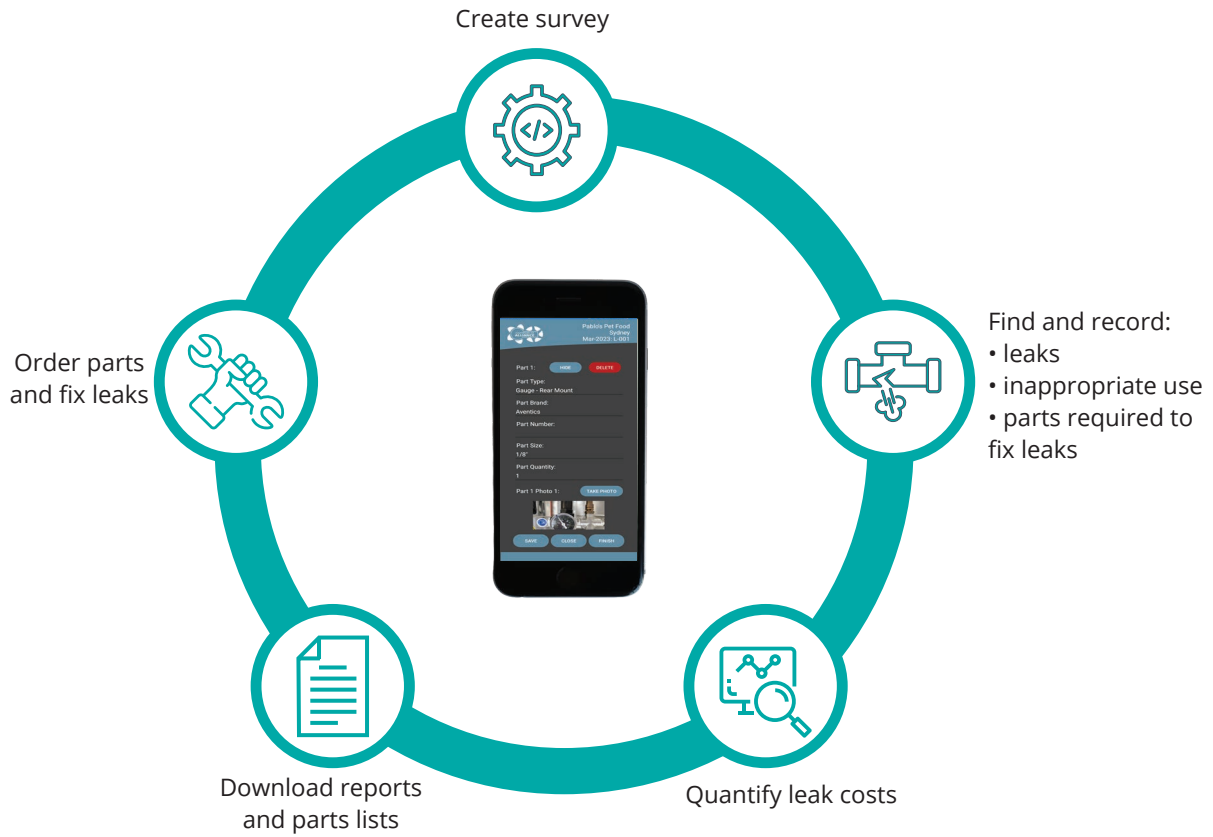 Create survey
Find and record:
• leaks
• inappropriate use
• parts required to
fix leaks
Quantify leak costs
Download reports
and parts lists
Order parts
and fix leaks
</>
Pablo's Pet Food
Sydney
Mar-2023: L-001
Part 1:
HIDE
DELETE
Part Type:
Gauge - Rear Mount
Part Brand:
Aventics
Part Number:
Part Size:
1/8"
Part Quantity:
1
Part 1 Photo 1:
TAKE PHOTO
SAVE
CLOSE
FINISH